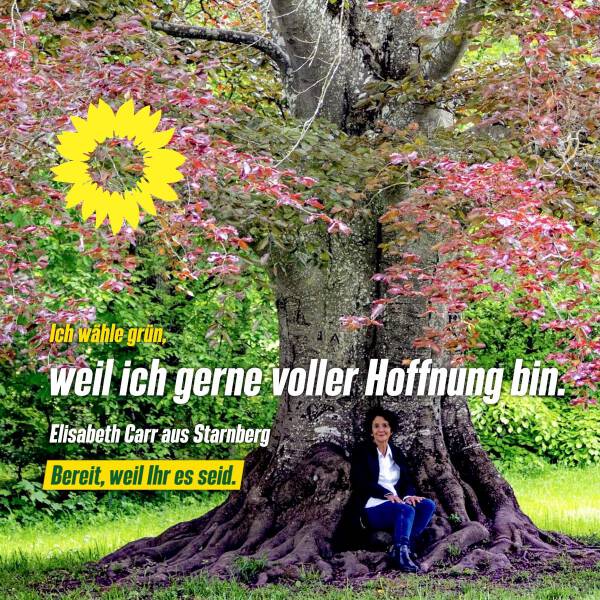 Ich wähle grün,
weil ich gerne voller Hoffnung bin.
Elisabeth Carr aus Starnberg
Bereit, weil Ihr es seid.